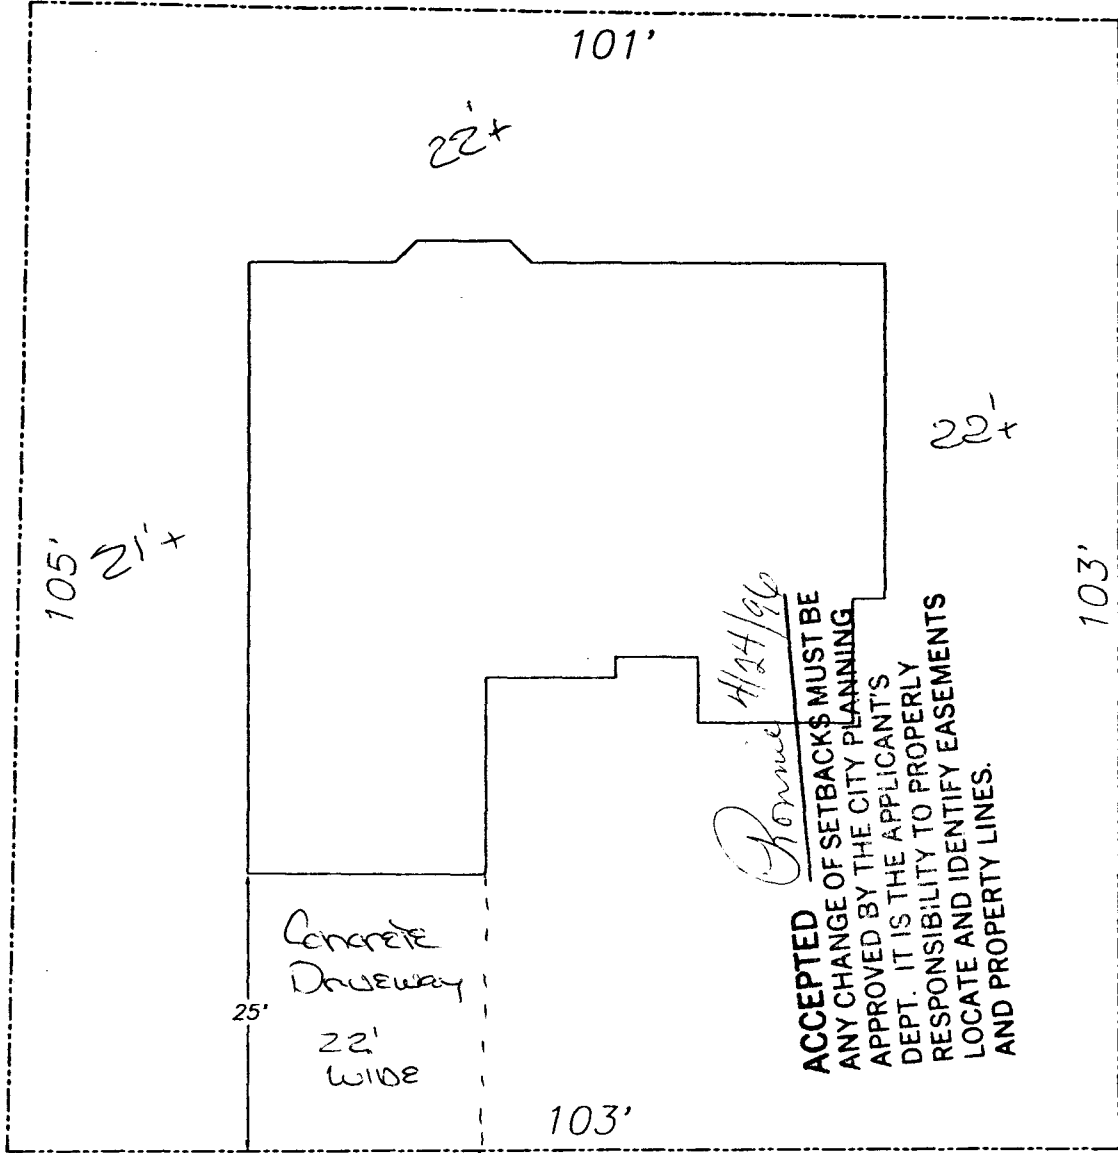 101'
22'+
22'+
105'
21'+
103'
Ronnie 4/24/96
ACCEPTED
ANY CHANGE OF SETBACKS MUST BE
APPROVED BY THE CITY PLANNING
DEPT. IT IS THE APPLICANT'S
RESPONSIBILITY TO PROPERLY
LOCATE AND IDENTIFY EASEMENTS
AND PROPERTY LINES.
Concrete
Driveway
25'
22'
WIDE
103'